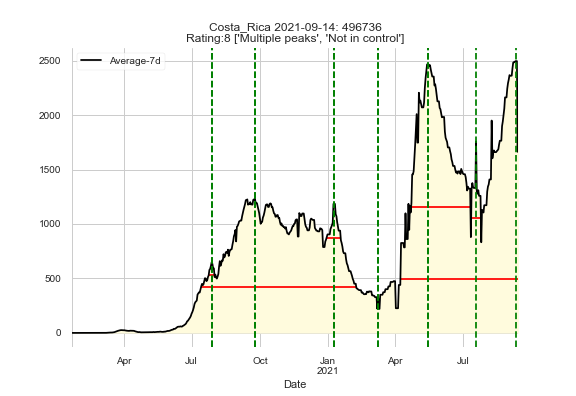 Costa_Rica 2021-09-14: 496736
Rating:8 ['Multiple peaks', 'Not in control']
Average-7d
2500
2000
1500
1000
500
0
Apr
Jul
Oct
Jan
2021
Apr
Jul
Date